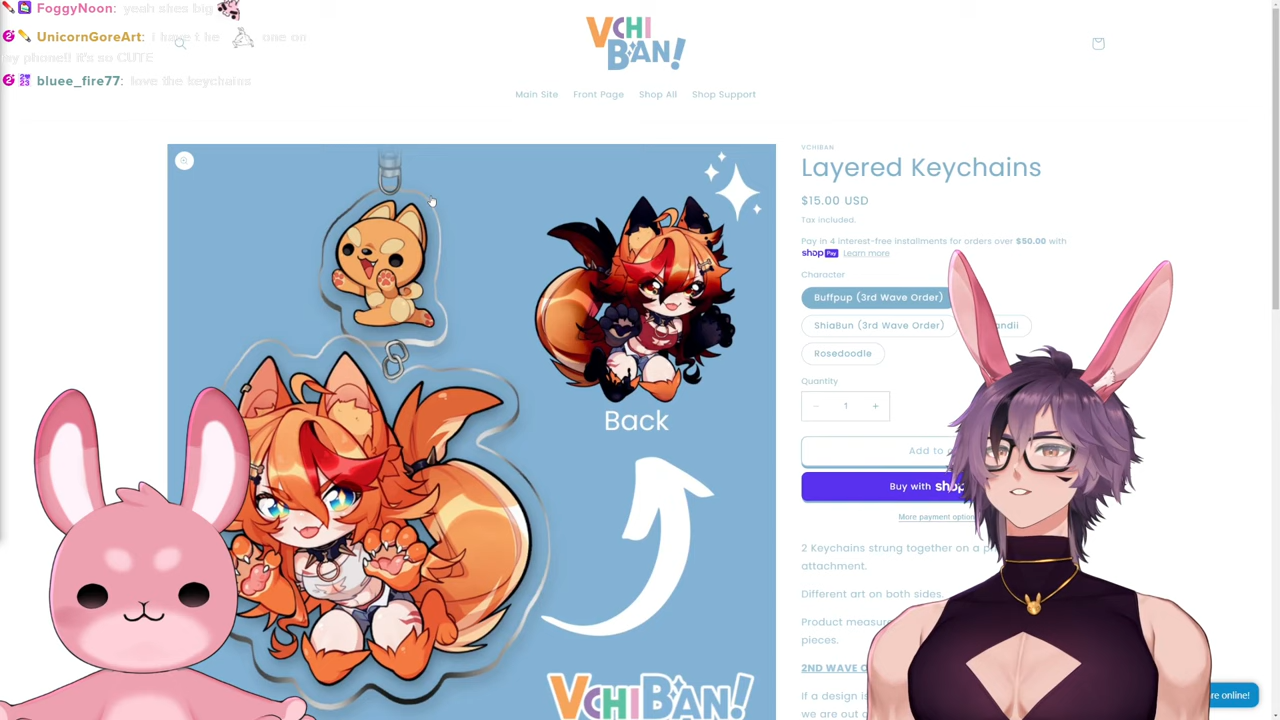 FoggyNoon: yeah shes big
UnicornGoreArt: i have t he one on
my phone!! it's so CUTE
bluee_fire77: love the keychains
VCHI
BAN!
Main Site Front Page Shop All Shop Support
VCHIBAN
Layered Keychains
$15.00 USD
Tax included.
Pay in 4 interest-free installments for orders over $50.00 with
shop Pay Learn more
Character
Buffpup (3rd Wave Order)
ShiaBun (3rd Wave Order) andii
Rosedoodle
Quantity
− 1 +
Add to
Buy with shop
More payment option
2 Keychains strung together on a p
attachment.
Different art on both sides.
Product measure
pieces.
2ND WAVE O
If a design is
we are out
re online!
Back
VCHIBAN!